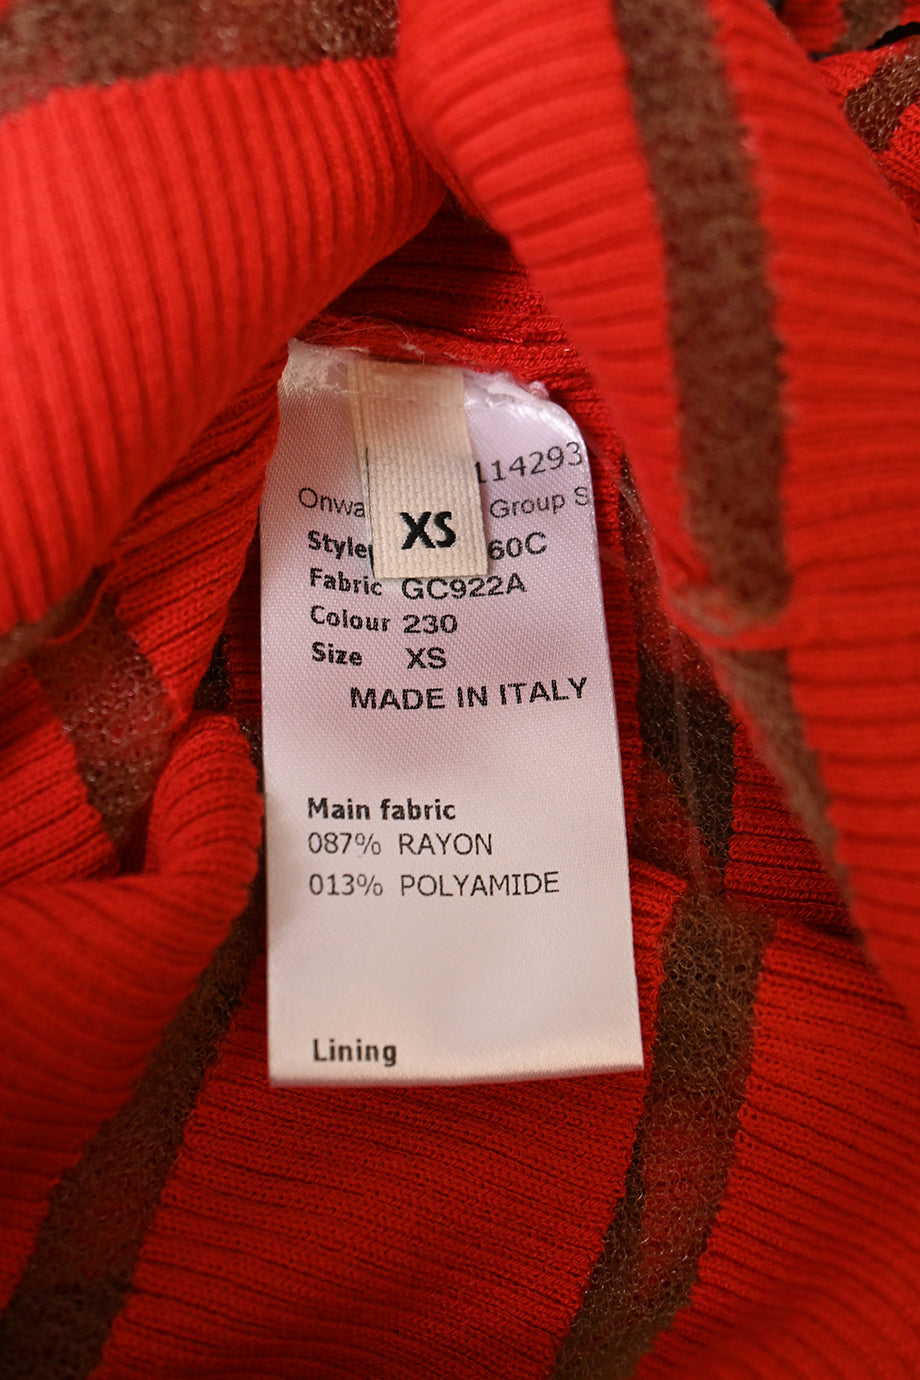 114293
Onwa Group S
XS
Style 60C
Fabric GC922A
Colour 230
Size XS
MADE IN ITALY
Main fabric
087% RAYON
013% POLYAMIDE
Lining